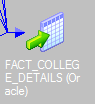 FACT_COLLEG
E_DETAILS (Or
acle)